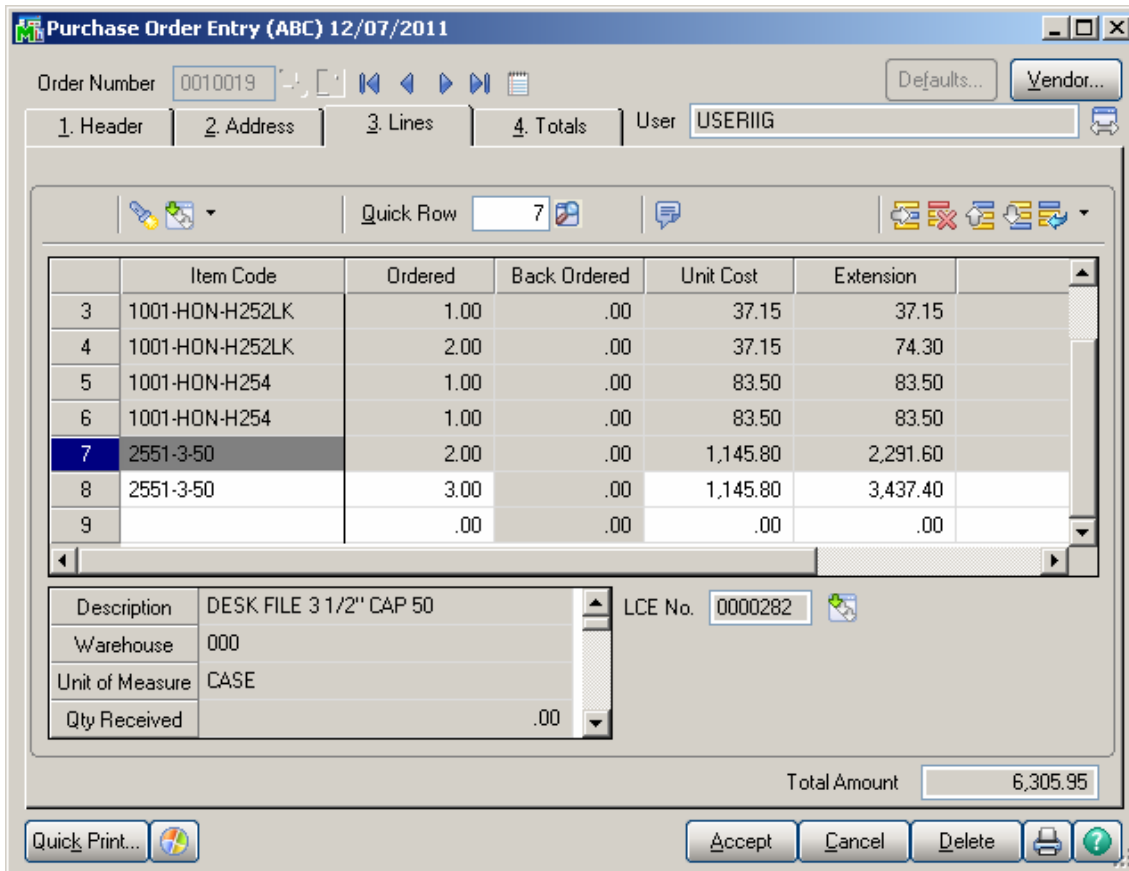 Purchase Order Entry (ABC) 12/07/2011
Order Number 0010019 Defaults... Vendor...
1. Header 2. Address 3. Lines 4. Totals User USERIIG
Quick Row 7
Item Code Ordered Back Ordered Unit Cost Extension
3 1001-HON-H252LK 1.00 .00 37.15 37.15
4 1001-HON-H252LK 2.00 .00 37.15 74.30
5 1001-HON-H254 1.00 .00 83.50 83.50
6 1001-HON-H254 1.00 .00 83.50 83.50
7 2551-3-50 2.00 .00 1,145.80 2,291.60
8 2551-3-50 3.00 .00 1,145.80 3,437.40
9 .00 .00 .00 .00
Description DESK FILE 3 1/2" CAP 50 LCE No. 0000282
Warehouse 000
Unit of Measure CASE
Qty Received .00
Total Amount 6,305.95
Quick Print... Accept Cancel Delete